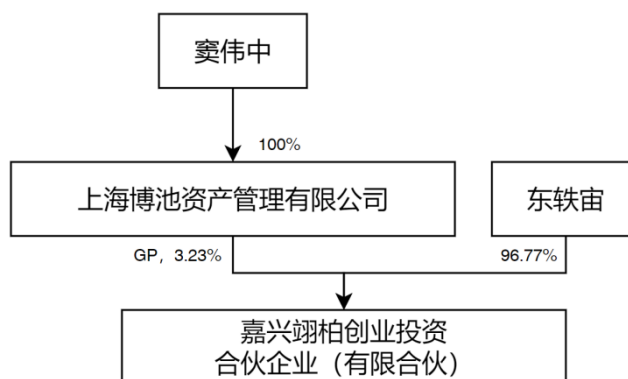 窦伟中
100%
上海博池资产管理有限公司
东轶宙
GP，3.23%
96.77%
嘉兴翊柏创业投资
合伙企业（有限合伙）